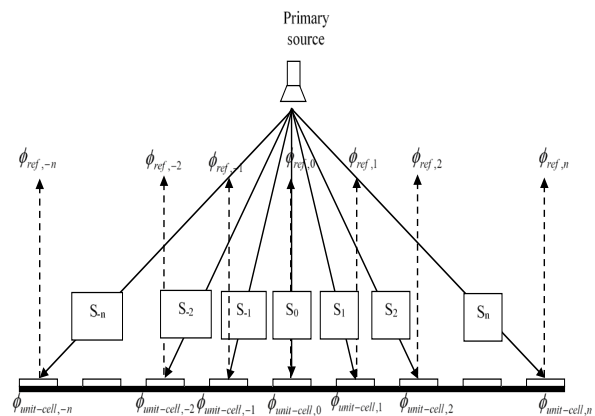 Primary
source
ϕref,-n
ϕref,-2
ϕref,-1
ϕref,0
ϕref,1
ϕref,2
ϕref,n
S-n
S-2
S-1
S0
S1
S2
Sn
ϕunit-cell,-n
ϕunit-cell,-2
ϕunit-cell,-1
ϕunit-cell,0
ϕunit-cell,1
ϕunit-cell,2
ϕunit-cell,n